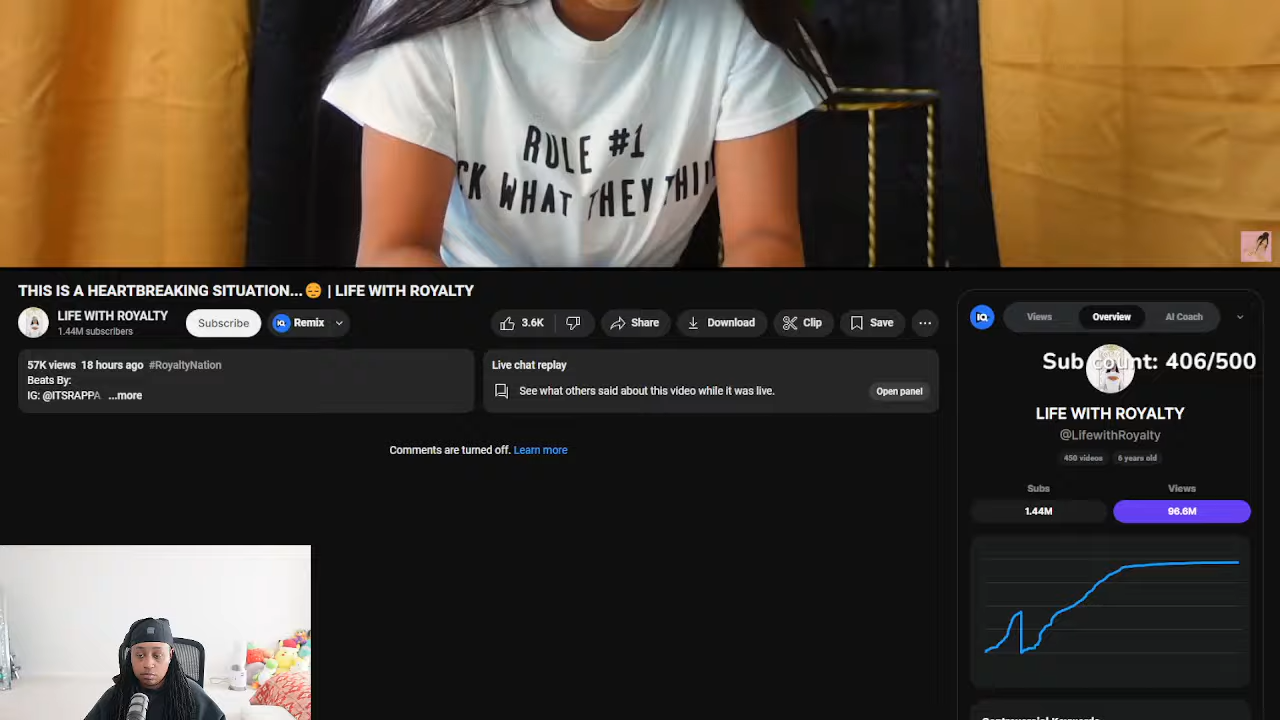 RULE #1
CK WHAT THEY THIN
THIS IS A HEARTBREAKING SITUATION...😔 | LIFE WITH ROYALTY
LIFE WITH ROYALTY
1.44M subscribers
Subscribe
IQ
Remix
3.6K
Share
Download
Clip
Save
57K views 18 hours ago #RoyaltyNation
Beats By:
IG: @ITSRAPPA ...more
Live chat replay
See what others said about this video while it was live.
Open panel
Comments are turned off. Learn more
IQ
Views
Overview
AI Coach
Sub count: 406/500
LIFE WITH ROYALTY
@LifewithRoyalty
450 videos
6 years old
Subs
Views
1.44M
96.6M